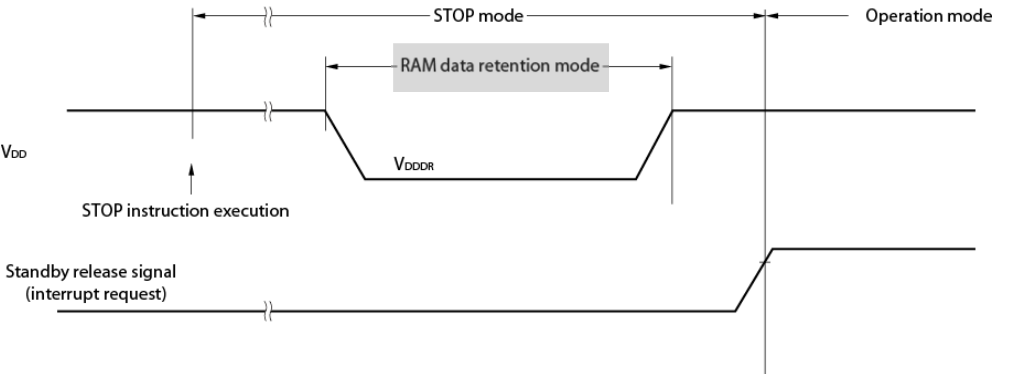 STOP mode
Operation mode
RAM data retention mode
VDD
VDDDR
STOP instruction execution
Standby release signal
(interrupt request)